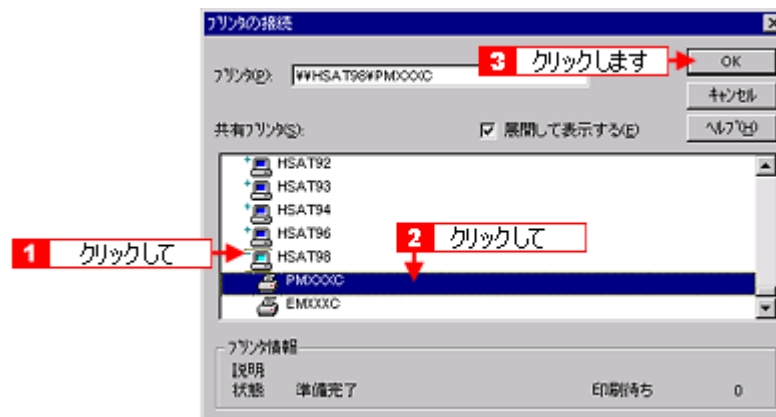 プリンタの接続
プリンタ(P): ¥¥HSAT98¥PMXXXC
3 クリックします
OK
キャンセル
ヘルプ(H)
共有プリンタ(S):
展開して表示する(E)
HSAT92
HSAT93
HSAT94
HSAT96
HSAT98
1 クリックして
2 クリックして
PMXXXC
EMXXXC
プリンタ情報
説明
状態 準備完了 印刷待ち 0